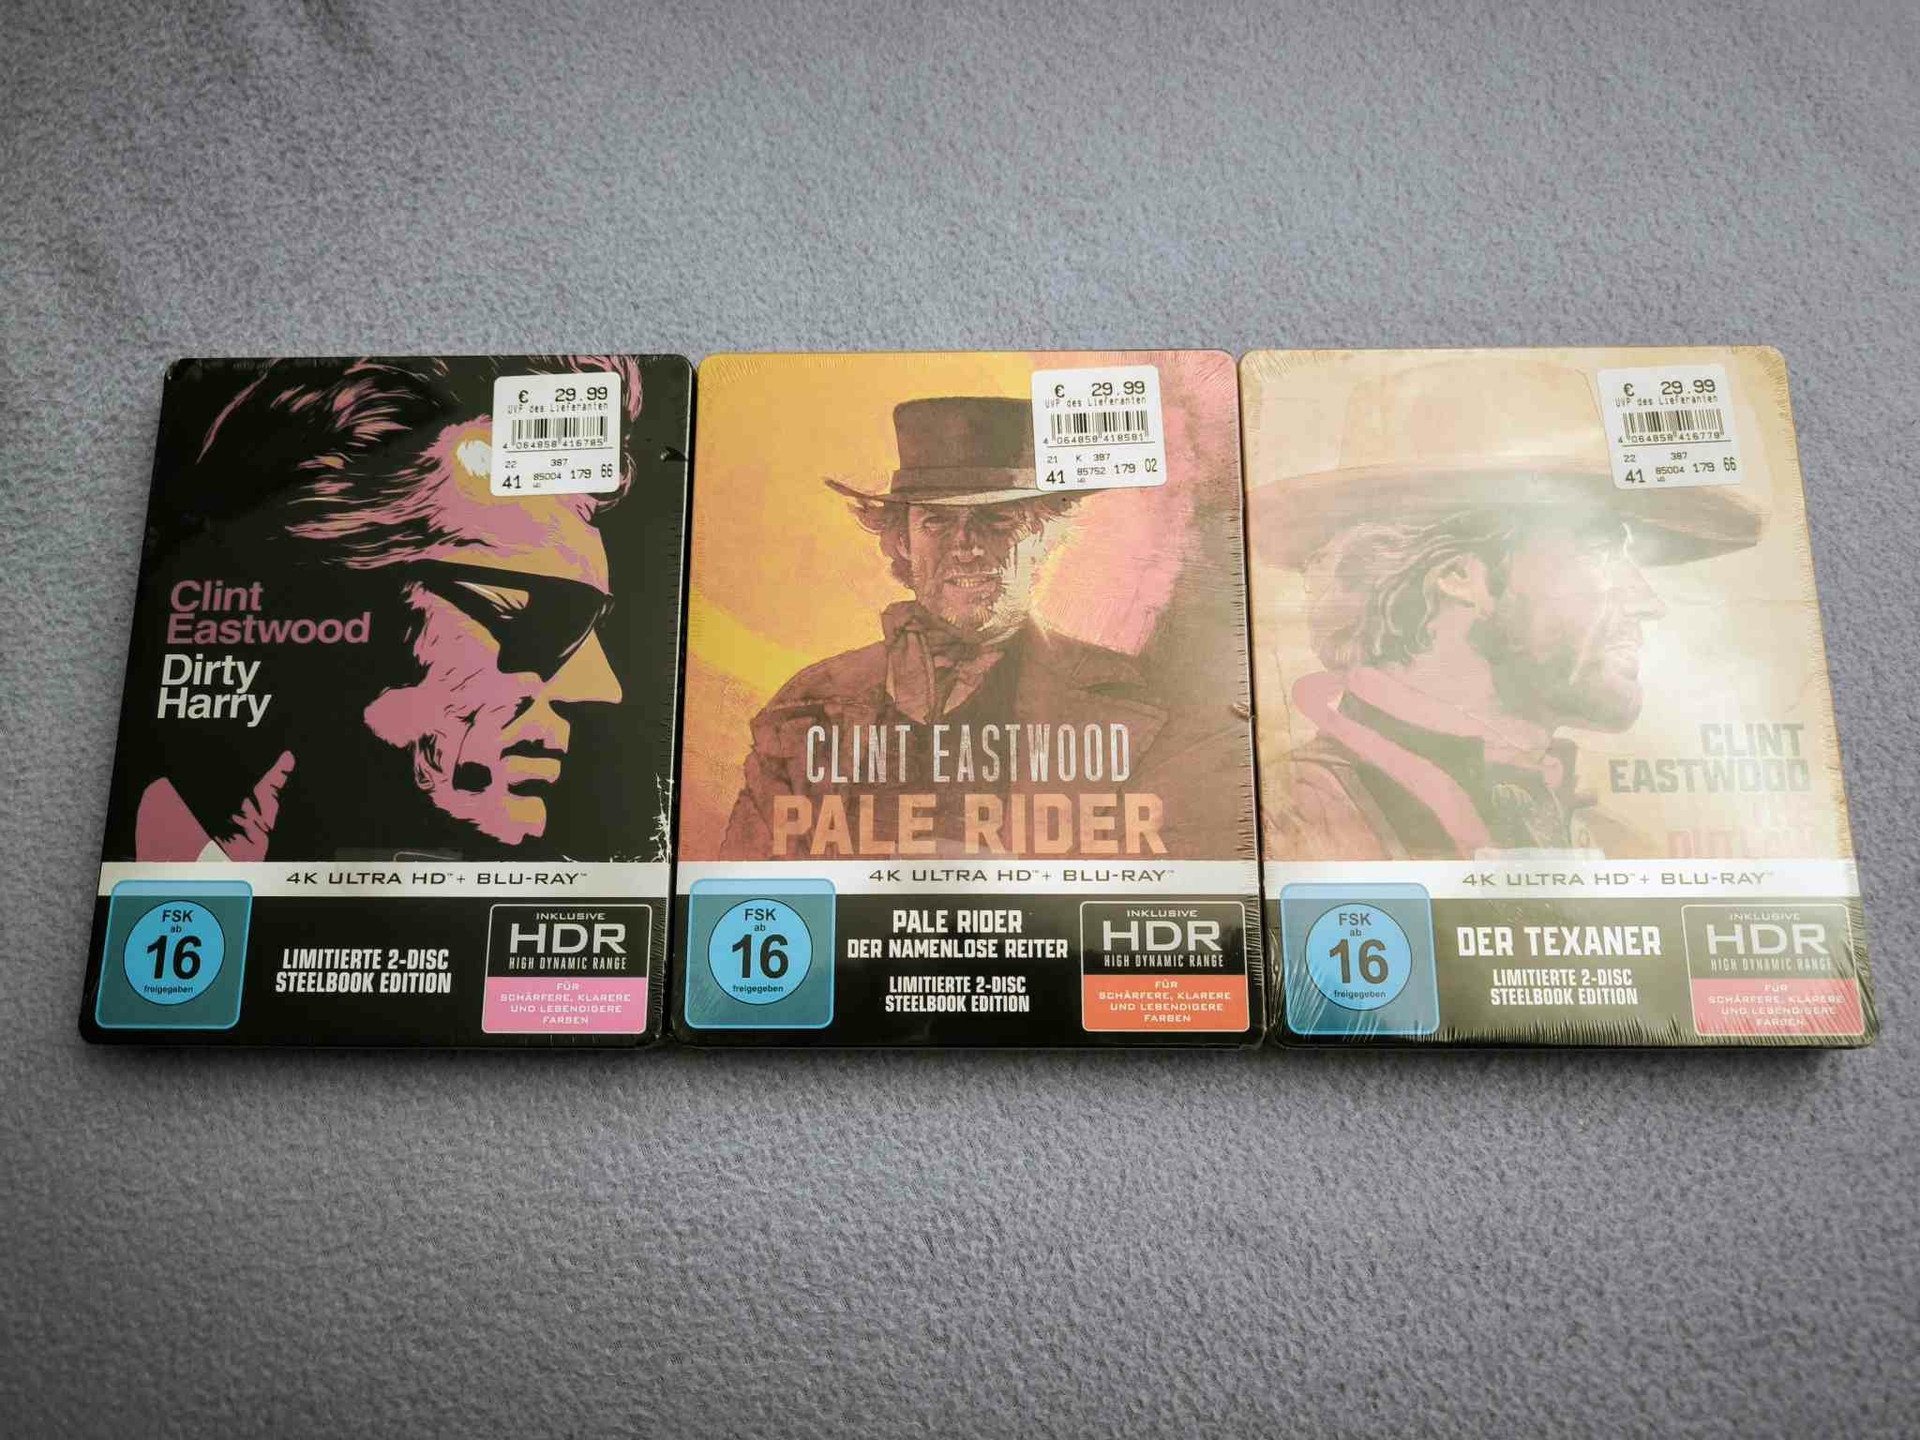 € 29.99
UVP des Lieferanten
4 064858 416785
22 387
41 85004 179 66
Clint
Eastwood
Dirty
Harry
4K ULTRA HD™ + BLU-RAY™
FSK
ab
16
freigegeben
LIMITIERTE 2-DISC
STEELBOOK EDITION
INKLUSIVE
HDR
HIGH DYNAMIC RANGE
FÜR
SCHÄRFERE, KLARERE
UND LEBENDIGERE
FARBEN
€ 29.99
UVP des Lieferanten
4 064858 418581
21 K 387
41 85752 179 02
CLINT EASTWOOD
PALE RIDER
4K ULTRA HD™ + BLU-RAY™
FSK
ab
16
freigegeben
PALE RIDER
DER NAMENLOSE REITER
LIMITIERTE 2-DISC
STEELBOOK EDITION
INKLUSIVE
HDR
HIGH DYNAMIC RANGE
FÜR
SCHÄRFERE, KLARERE
UND LEBENDIGERE
FARBEN
€ 29.99
UVP des Lieferanten
4 064858 416778
22 387
41 85004 179 66
CLINT
EASTWOOD
4K ULTRA HD™ + BLU-RAY™
FSK
ab
16
freigegeben
DER TEXANER
LIMITIERTE 2-DISC
STEELBOOK EDITION
INKLUSIVE
HDR
HIGH DYNAMIC RANGE
FÜR
SCHÄRFERE, KLARERE
UND LEBENDIGERE
FARBEN